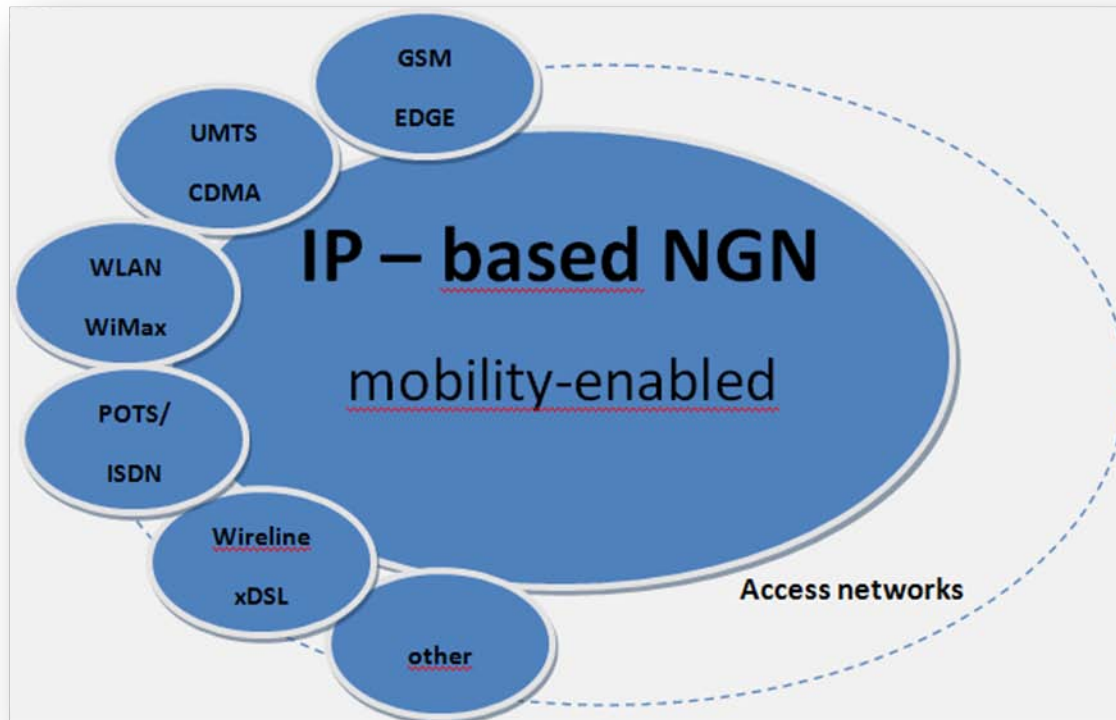 GSM
EDGE
UMTS
CDMA
WLAN
WiMax
POTS/
ISDN
Wireline
xDSL
other
IP – based NGN
mobility-enabled
Access networks